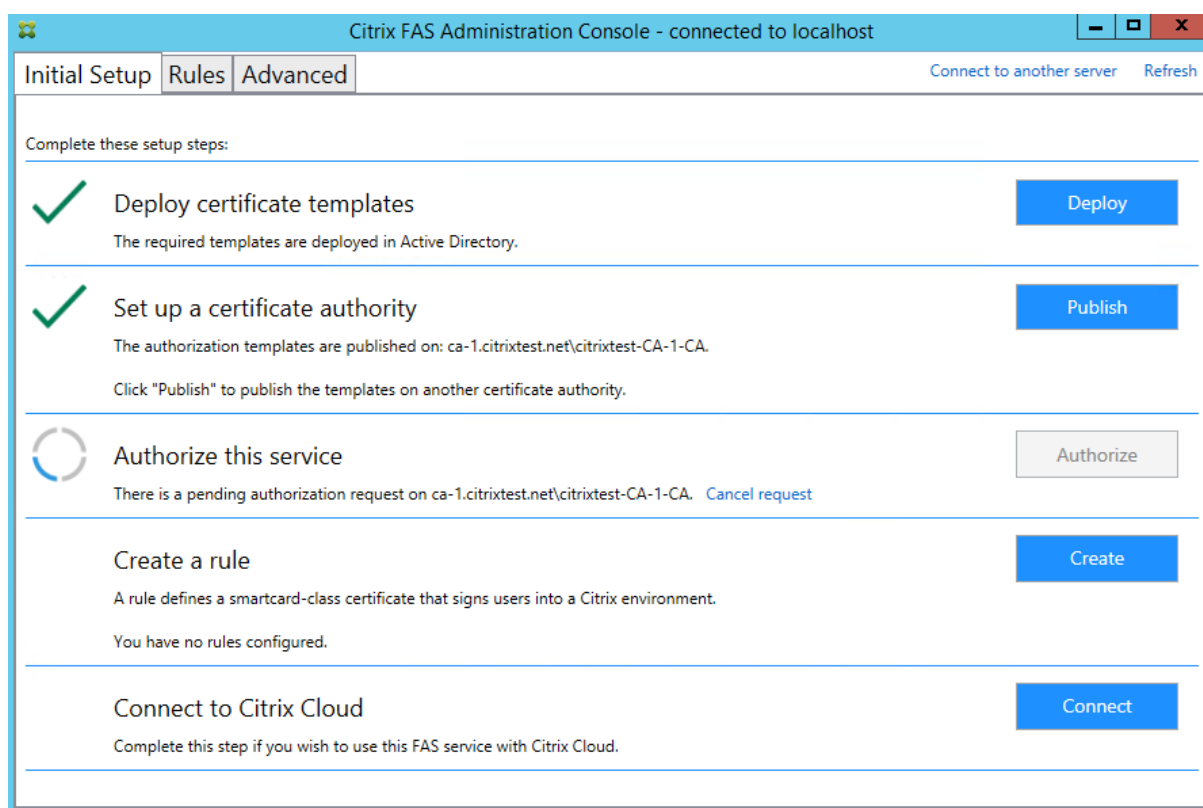 Citrix FAS Administration Console - connected to localhost
Initial Setup Rules Advanced Connect to another server Refresh
Complete these setup steps:
Deploy certificate templates Deploy
The required templates are deployed in Active Directory.
Set up a certificate authority Publish
The authorization templates are published on: ca-1.citrixtest.net\citrixtest-CA-1-CA.
Click "Publish" to publish the templates on another certificate authority.
Authorize this service Authorize
There is a pending authorization request on ca-1.citrixtest.net\citrixtest-CA-1-CA. Cancel request
Create a rule Create
A rule defines a smartcard-class certificate that signs users into a Citrix environment.
You have no rules configured.
Connect to Citrix Cloud Connect
Complete this step if you wish to use this FAS service with Citrix Cloud.